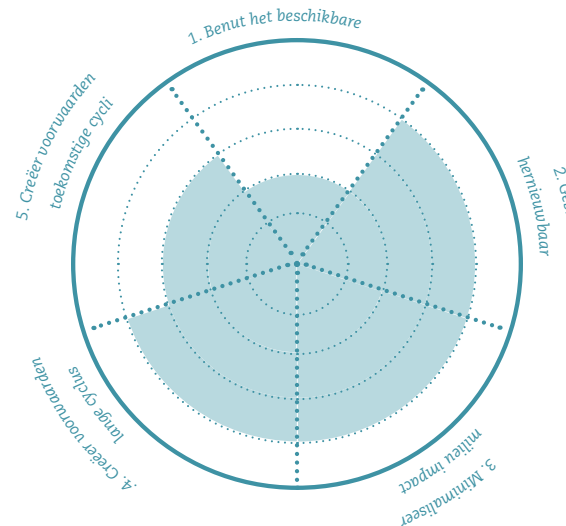 1. Benut het beschikbare
2. 
hernieuwbaar
3. Minimaliseer
milieu impact
4. Creëer voorwaarden
lange cyclus
5. Creëer voorwaarden
toekomstige cycli